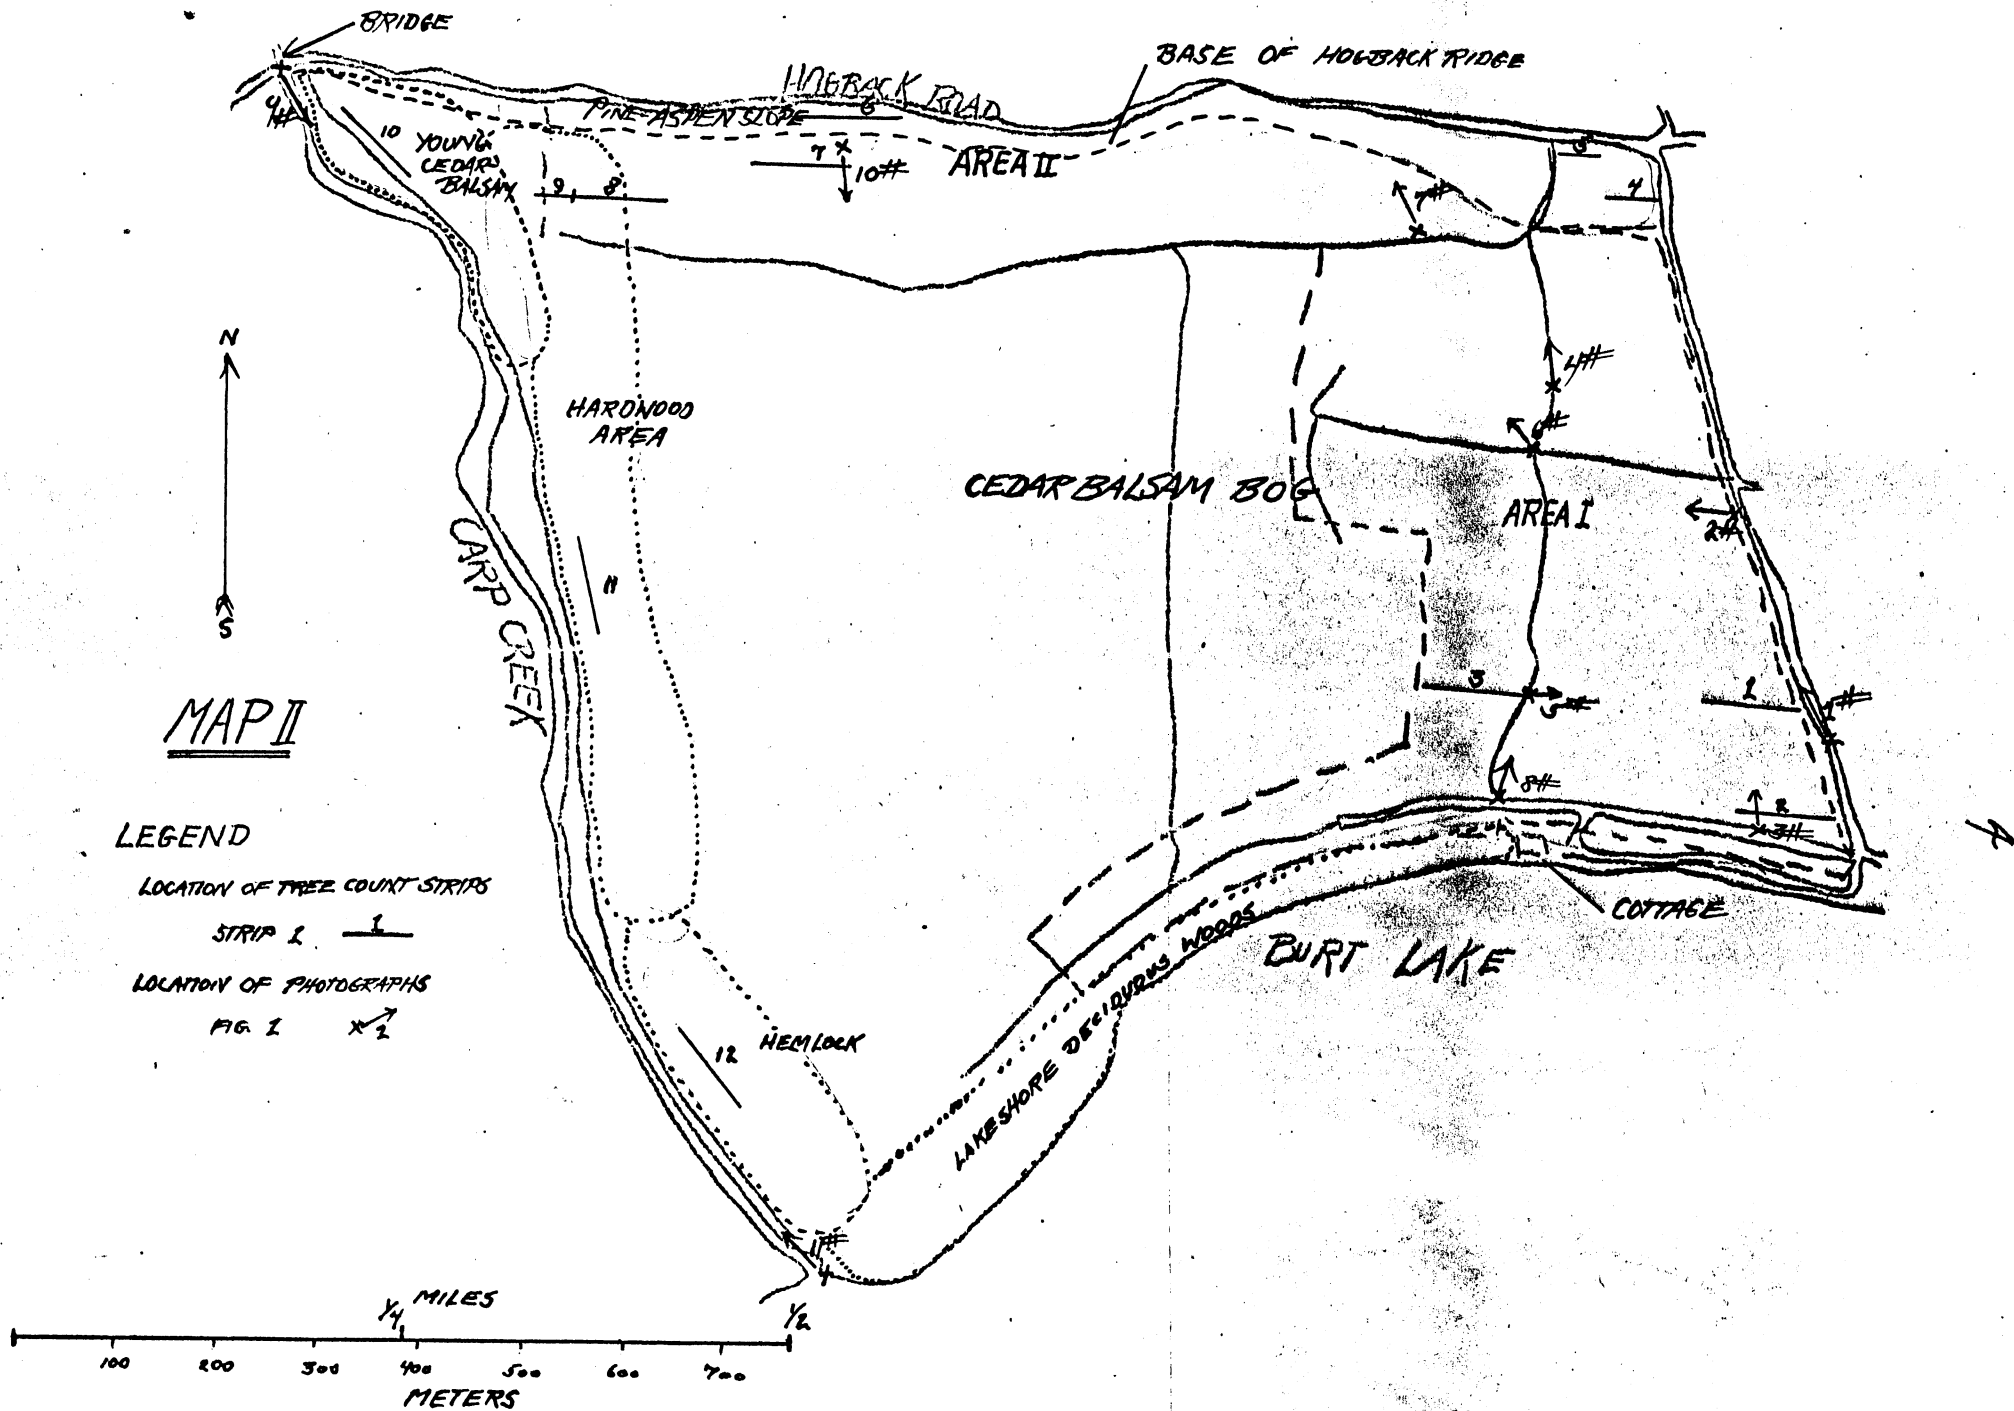 BRIDGE
BASE OF HOGBACK RIDGE
HOGBACK ROAD
PINE-ASPEN SLOPE
6
10
YOUNG
CEDAR
BALSAM
9
8
7
10#
AREA II
7#
5
4
N
S
4#
6#
HARDWOOD
AREA
CEDAR BALSAM BOG
AREA I
2#
CARP CREEK
11
3
5#
1
1#
MAP II
8#
2
3#
LEGEND
LOCATION OF TREE COUNT STRIPS
STRIP 1 1
LOCATION OF PHOTOGRAPHS
FIG 1 x 2
COTTAGE
BURT LAKE
LAKESHORE DECIDUOUS WOODS
12
HEMLOCK
11#
MILES
1/4
1/2
100 200 300 400 500 600 700
METERS